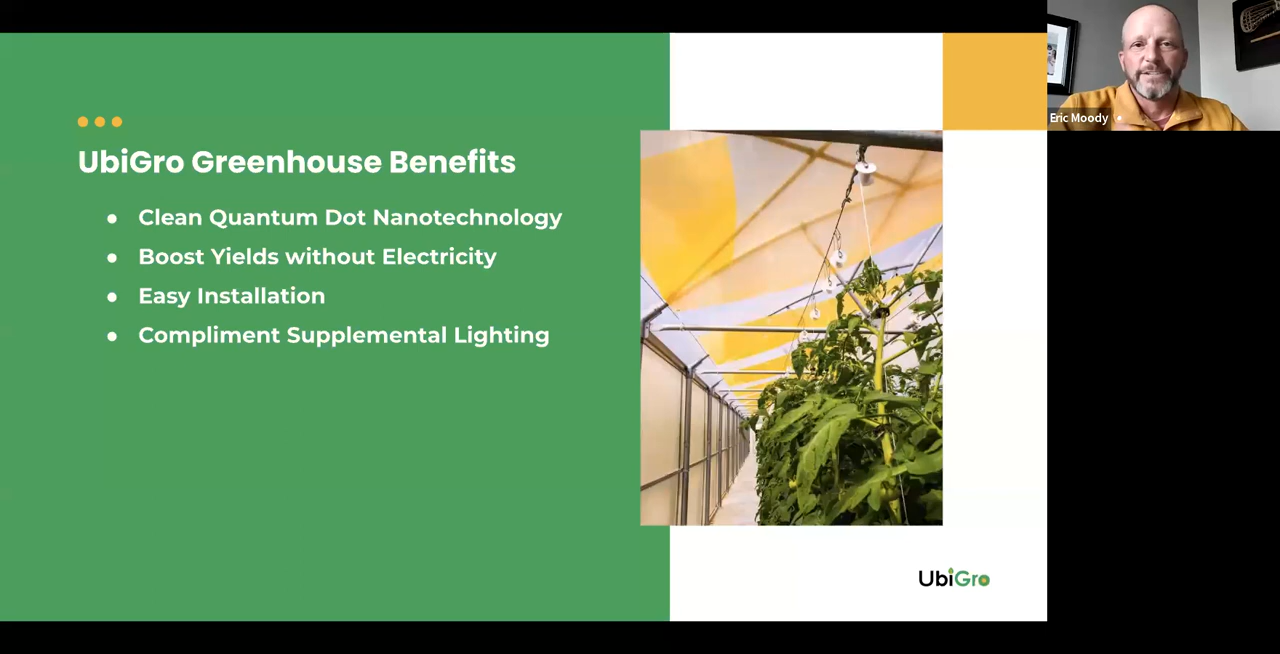 Eric Moody
UbiGro Greenhouse Benefits
● Clean Quantum Dot Nanotechnology
● Boost Yields without Electricity
● Easy Installation
● Compliment Supplemental Lighting
UbiGro